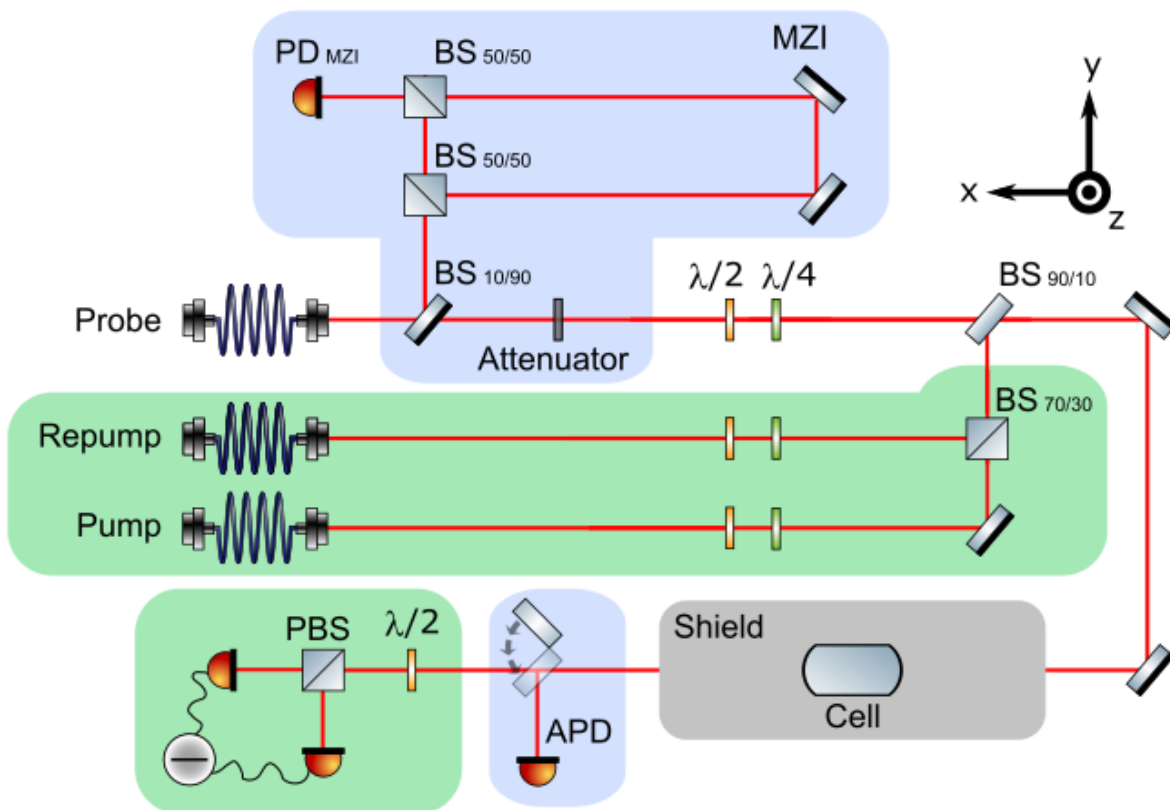 PD MZI
BS 50/50
MZI
BS 50/50
y
x
z
BS 10/90
λ/2
λ/4
BS 90/10
Probe
Attenuator
BS 70/30
Repump
Pump
PBS
λ/2
Shield
APD
Cell